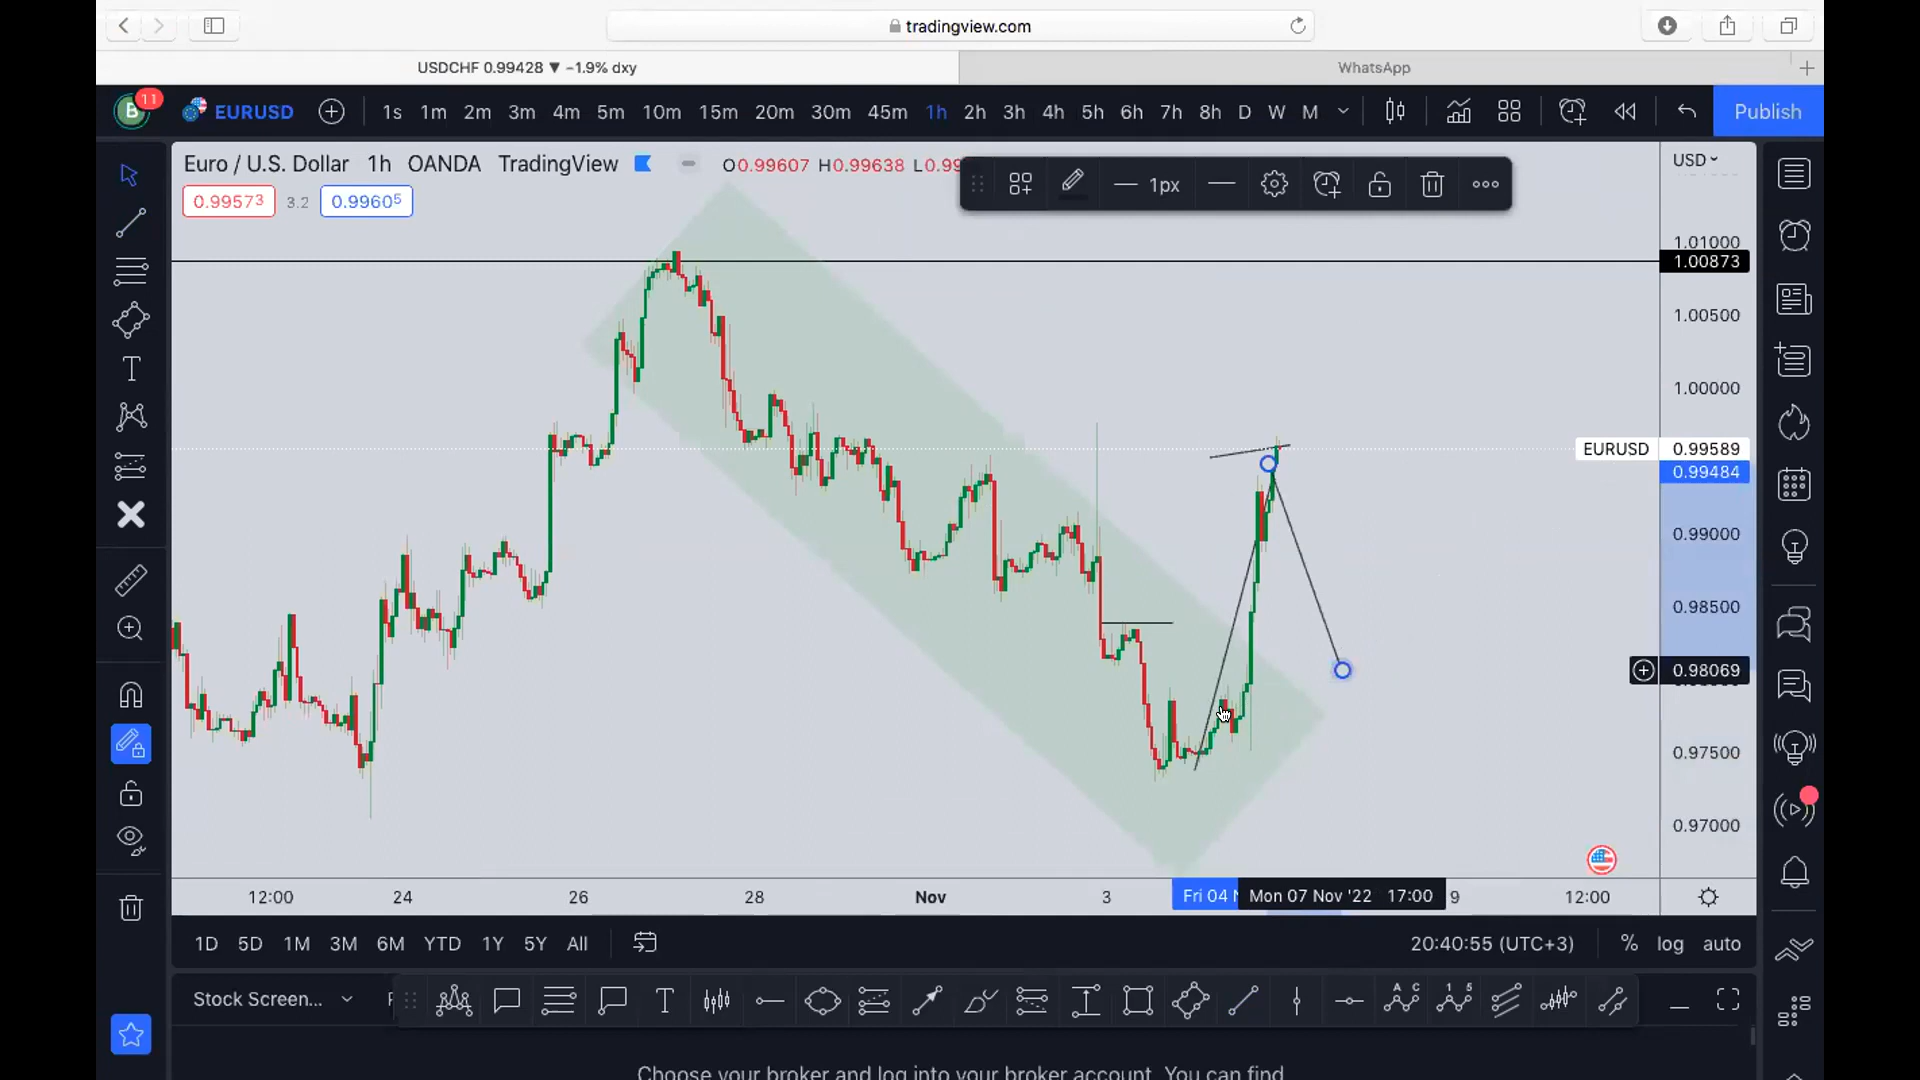 tradingview.com
USDCHF 0.99428 ▼ −1.9% dxy
WhatsApp
B 11 EURUSD 1s 1m 2m 3m 4m 5m 10m 15m 20m 30m 45m 1h 2h 3h 4h 5h 6h 7h 8h D W M Publish
Euro / U.S. Dollar 1h OANDA TradingView O0.99607 H0.99638 L0.99
1px
USD
0.99573 3.2 0.99605
1.01000
1.00873
1.00500
1.00000
EURUSD 0.99589
0.99484
0.99000
0.98500
0.98069
0.97500
0.97000
12:00 24 26 28 Nov 3 Fri 04 Mon 07 Nov '22 17:00 9 12:00
1D 5D 1M 3M 6M YTD 1Y 5Y All 20:40:55 (UTC+3) % log auto
Stock Screen...
Choose your broker and log into your broker account. You can find